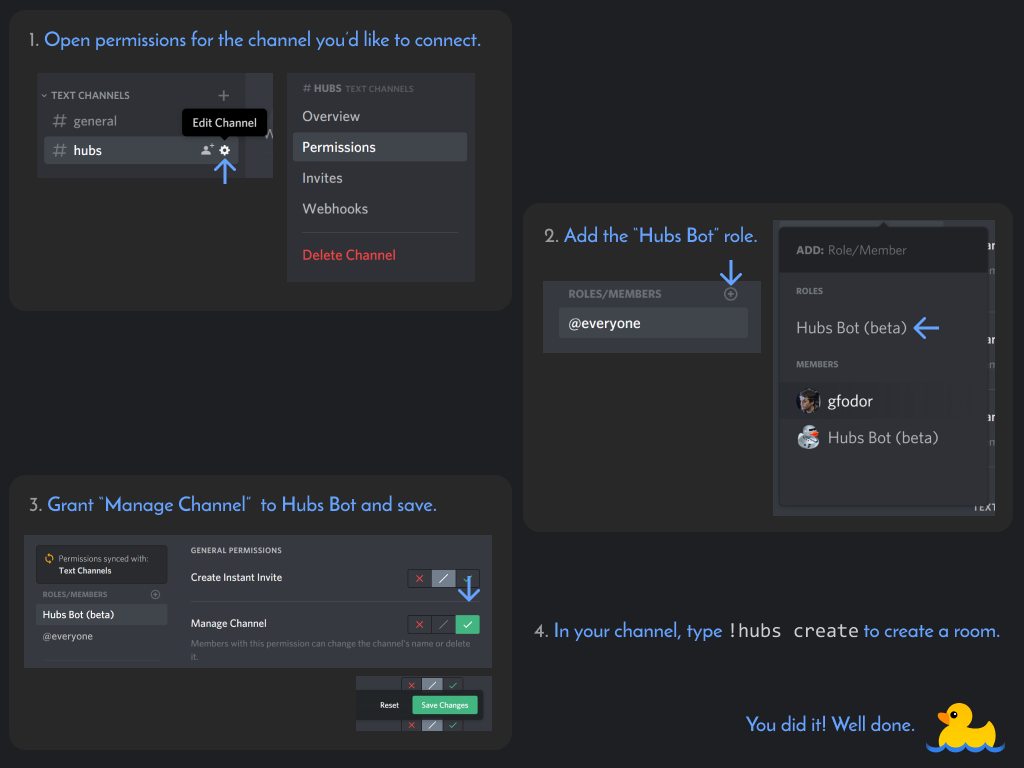 1. Open permissions for the channel you'd like to connect.
TEXT CHANNELS
# general
Edit Channel
# hubs
# HUBS TEXT CHANNELS
Overview
Permissions
Invites
Webhooks
Delete Channel
2. Add the "Hubs Bot" role.
ROLES/MEMBERS
@everyone
ADD: Role/Member
ROLES
Hubs Bot (beta)
MEMBERS
gfodor
Hubs Bot (beta)
3. Grant "Manage Channel" to Hubs Bot and save.
Permissions synced with:
Text Channels
ROLES/MEMBERS
Hubs Bot (beta)
@everyone
GENERAL PERMISSIONS
Create Instant Invite
Manage Channel
Members with this permission can change the channel's name or delete
it.
Reset
Save Changes
4. In your channel, type !hubs create to create a room.
You did it! Well done.